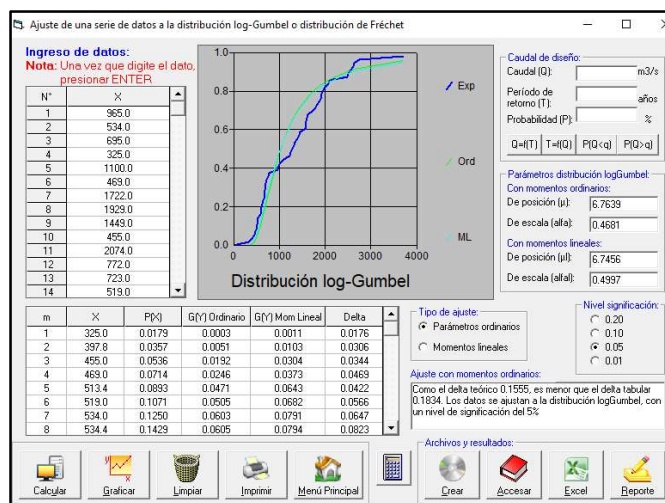 Ajuste de una serie de datos a la distribución log-Gumbel o distribución de Fréchet
Ingreso de datos:
Nota: Una vez que digite el dato,
presionar ENTER
N° X
1 965.0
2 534.0
3 695.0
4 325.0
5 1100.0
6 469.0
7 1722.0
8 1929.0
9 1449.0
10 455.0
11 2074.0
12 772.0
13 723.0
14 519.0
1.0
0.8
0.6
0.4
0.2
0.0
0 1000 2000 3000 4000
Exp
Ord
ML
Distribución log-Gumbel
Caudal de diseño:
Caudal (Q): m3/s
Período de
retorno (T): años
Probabilidad (P): %
Q=f(T) T=f(Q) P(Q<q) P(Q>q)
Parámetros distribución logGumbel:
Con momentos ordinarios:
De posición (µ) 6.7639
De escala (alfa) 0.4681
Con momentos lineales:
De posición (µl) 6.7456
De escala (alfal) 0.4997
m X P(X) G(Y) Ordinario G(Y) Mom Lineal Delta
1 325.0 0.0179 0.0003 0.0011 0.0176
2 397.8 0.0357 0.0051 0.0103 0.0306
3 455.0 0.0536 0.0192 0.0304 0.0344
4 469.0 0.0714 0.0246 0.0373 0.0469
5 513.4 0.0893 0.0471 0.0643 0.0422
6 519.0 0.1071 0.0505 0.0682 0.0566
7 534.0 0.1250 0.0603 0.0791 0.0647
8 534.4 0.1429 0.0605 0.0794 0.0823
Tipo de ajuste:
Parámetros ordinarios
Momentos lineales
Nivel significación:
0.20
0.10
0.05
0.01
Ajuste con momentos ordinarios:
Como el delta teórico 0.1555, es menor que el delta tabular
0.1834. Los datos se ajustan a la distribución logGumbel, con
un nivel de significación del 5%
Archivos y resultados:
Calcular Graficar Limpiar Imprimir Menú Principal Crear Accesar Excel Reporte